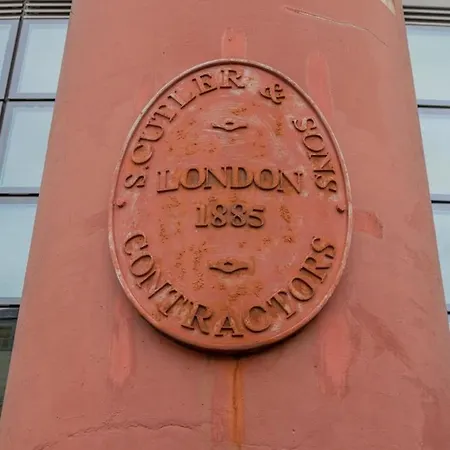 S. CUTLER & SONS
LONDON
1885
CONTRACTORS